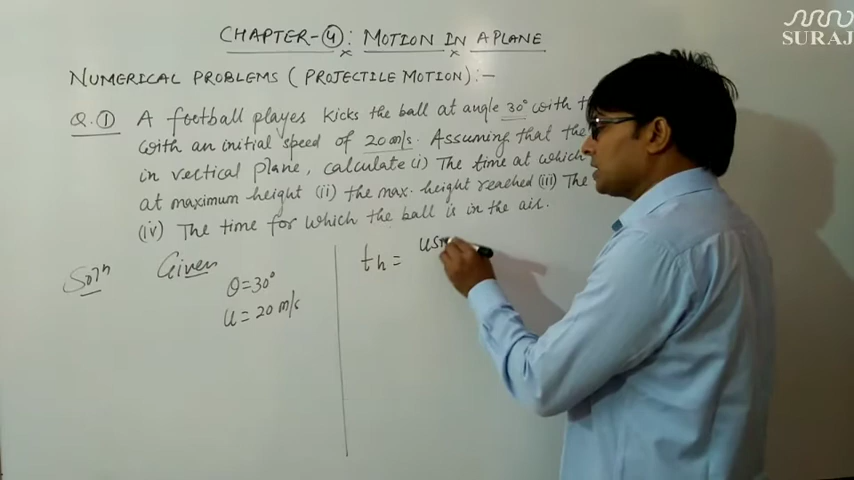 CHAPTER-④: MOTION IN A PLANE
SURAJ
NUMERICAL PROBLEMS (PROJECTILE MOTION):-
Q.① A football player kicks the ball at angle 30° with
with an initial speed of 20 m/s. Assuming that the
in vertical plane, calculate (i) The time at which
at maximum height (ii) the max. height reached (iii) The
(iv) The time for which the ball is in the air.
Solⁿ Given
θ=30°
u = 20 m/s
th =